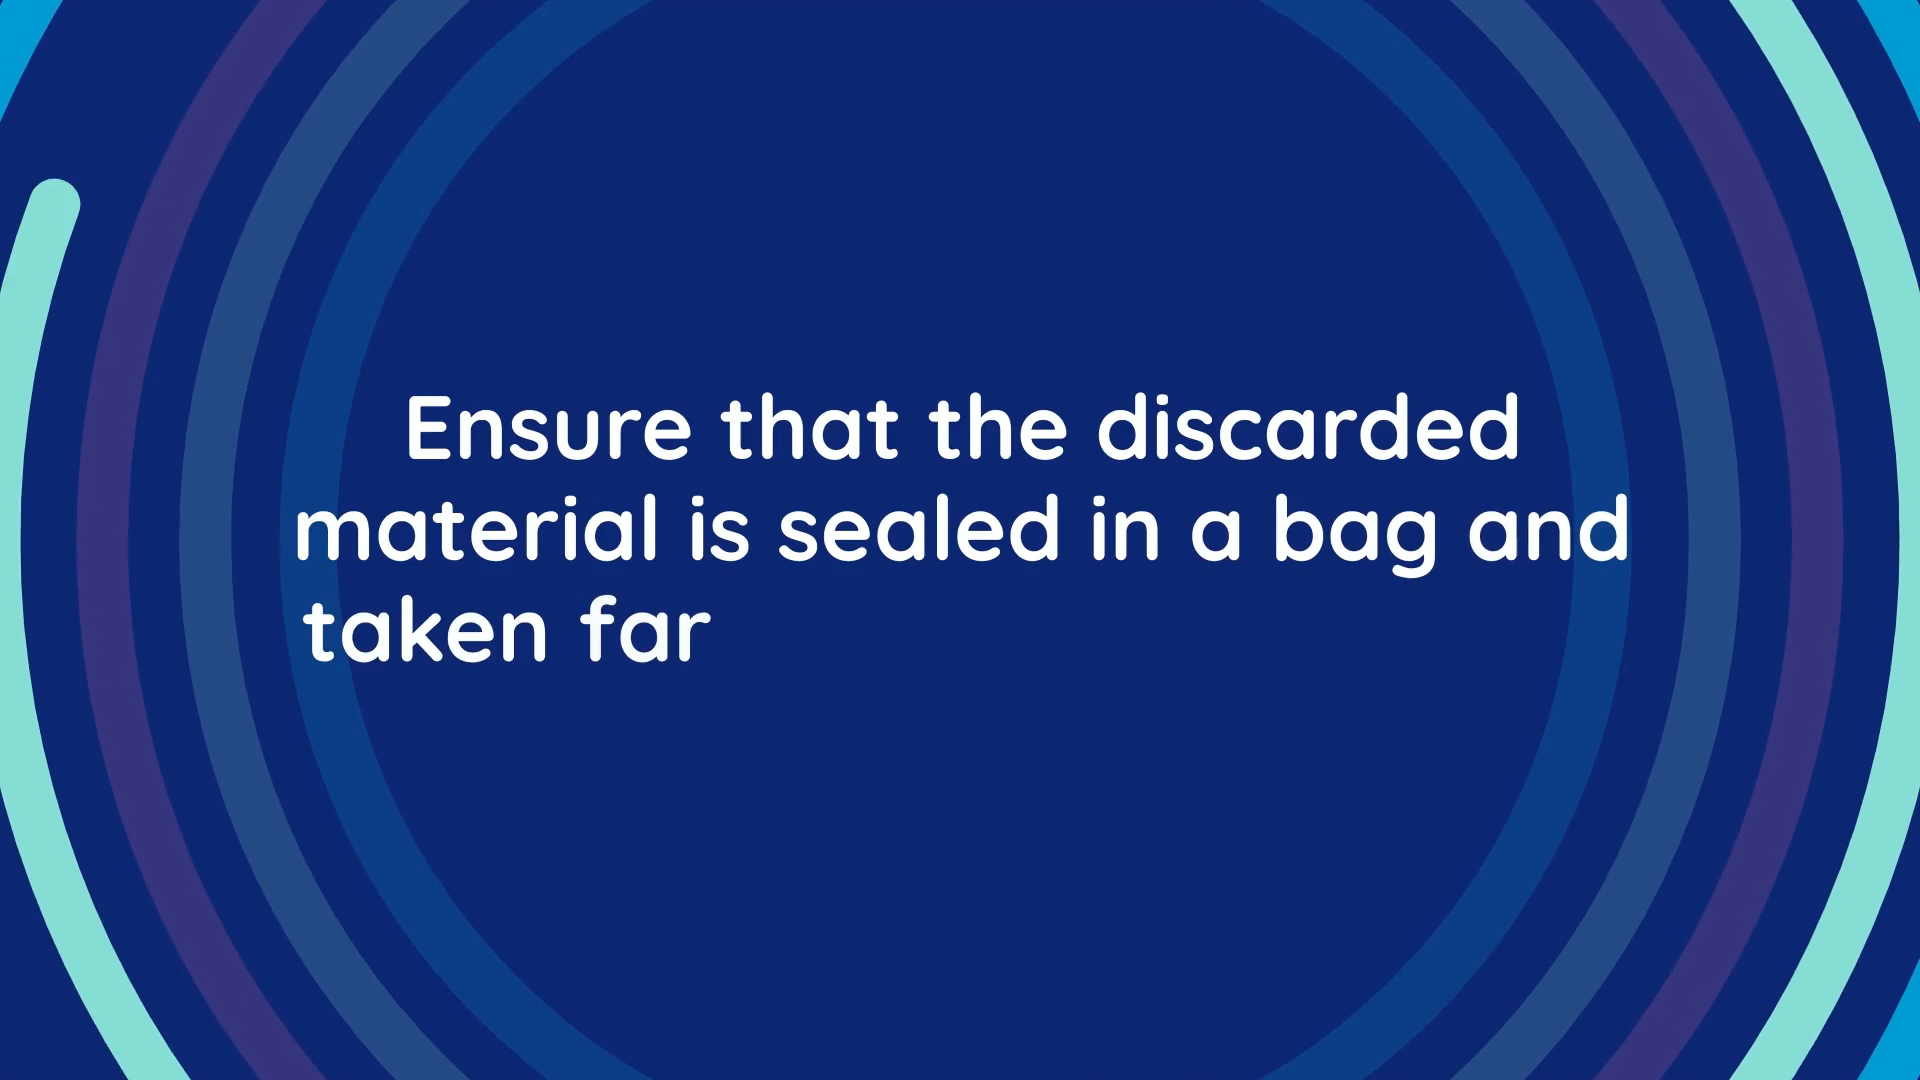 Ensure that the discarded
material is sealed in a bag and
taken far